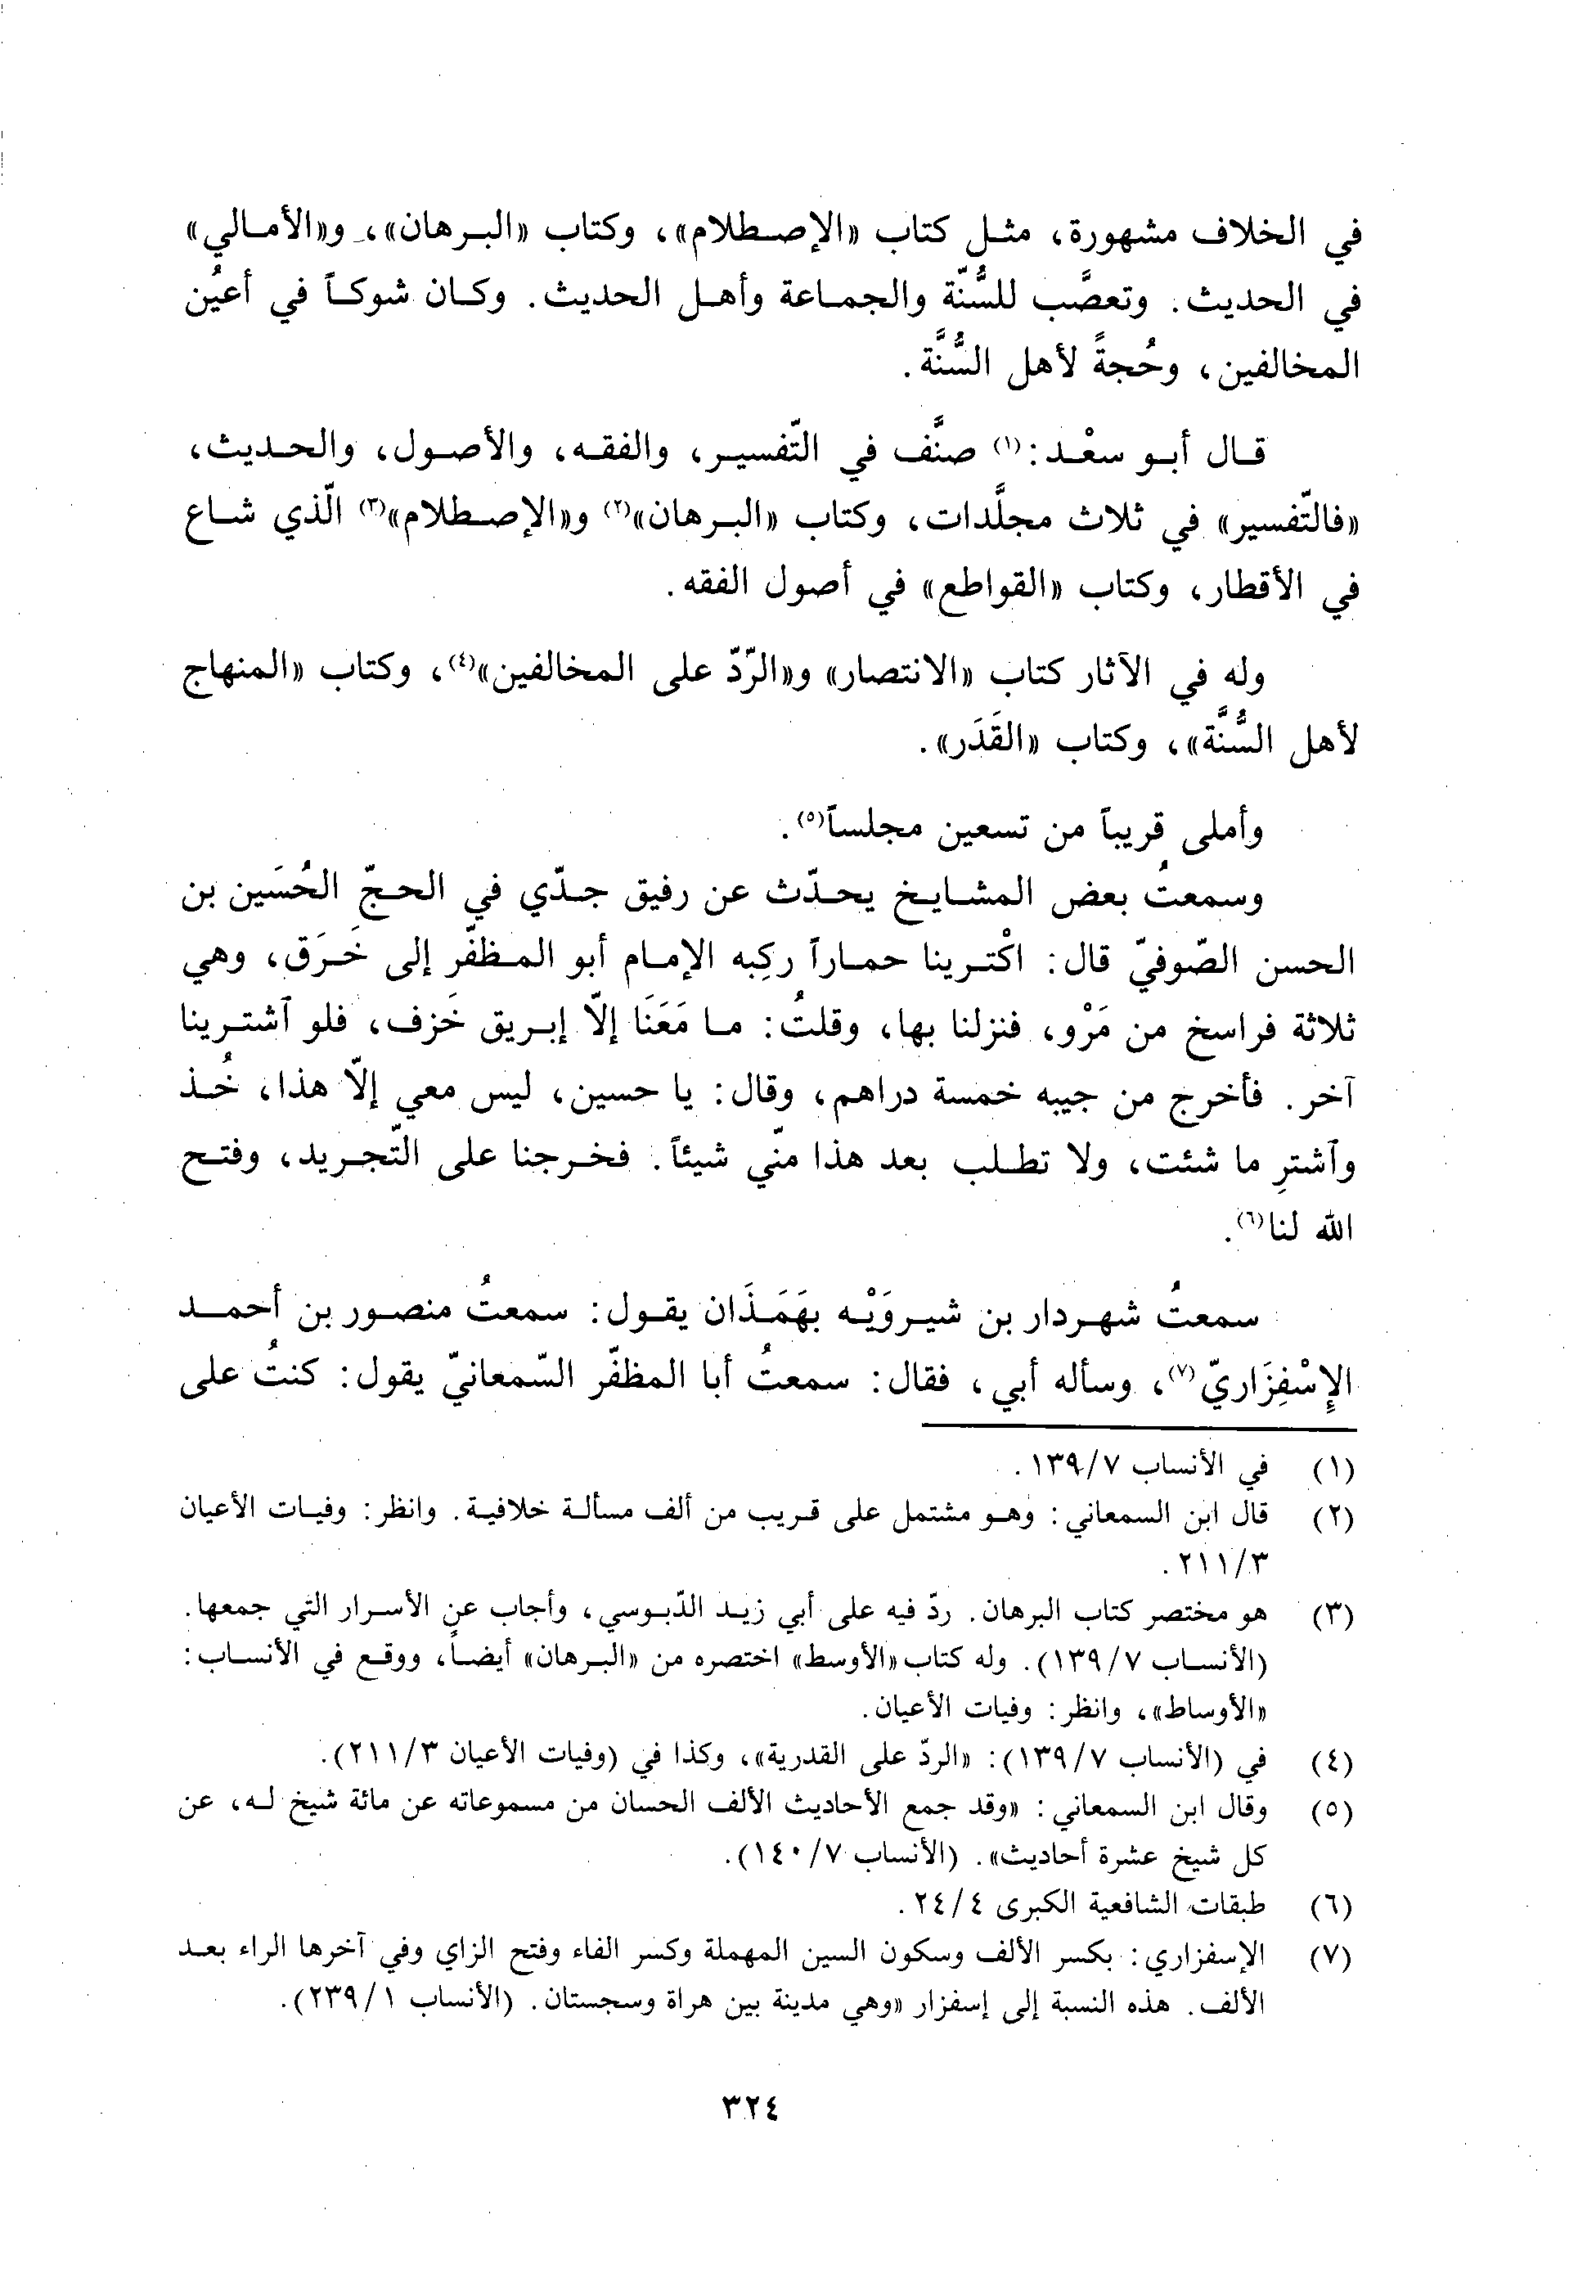 في الخلاف مشهورة، مثل كتاب «الإصطلام»، وكتاب «البرهان»، و«الأمالي»
في الحديث. وتعصَّب للسُّنّة والجماعة وأهل الحديث. وكان شوكاً في أعيُن
المخالفين، وحُجةً لأهل السُّنَّة.
قال أبو سعْد:(١) صنَّف في التّفسير، والفقه، والأصول، والحديث،
«فالتّفسير» في ثلاث مجلَّدات، وكتاب «البرهان»(٢) و«الإصطلام»(٣) الّذي شاع
في الأقطار، وكتاب «القواطع» في أصول الفقه.
وله في الآثار كتاب «الانتصار» و«الرّدّ على المخالفين»(٤)، وكتاب «المنهاج
لأهل السُّنَّة»، وكتاب «القَدَر».
وأملى قريباً من تسعين مجلساً(٥).
وسمعتُ بعض المشايخ يحدّث عن رفيق جدّي في الحجّ الحُسَين بن
الحسن الصّوفيّ قال: اكْترينا حماراً ركِبه الإمام أبو المظفّر إلى خَرَق، وهي
ثلاثة فراسخ من مَرْو، فنزلنا بها، وقلتُ: ما مَعَنَا إلاّ إبريق خَزف، فلو آشترينا
آخر. فأخرج من جيبه خمسة دراهم، وقال: يا حسين، ليس معي إلاّ هذا، خُذ
وآشترِ ما شئت، ولا تطلب بعد هذا منّي شيئاً. فخرجنا على التّجريد، وفتح
الله لنا(٦).
سمعتُ شهردار بن شيروَيْه بهَمَذَان يقول: سمعتُ منصور بن أحمد
الإِسْفِزَاريّ(٧)، وسأله أبي، فقال: سمعتُ أبا المظفّر السّمعانيّ يقول: كنتُ على
(١) في الأنساب ١٣٩/٧.
(٢) قال ابن السمعاني: وهو مشتمل على قريب من ألف مسألة خلافية. وانظر: وفيات الأعيان
٢١١/٣.
(٣) هو مختصر كتاب البرهان. ردّ فيه على أبي زيد الدّبوسي، وأجاب عن الأسرار التي جمعها.
(الأنساب ١٣٩/٧). وله كتاب «الأوسط» اختصره من «البرهان» أيضاً، ووقع في الأنساب:
«الأوساط»، وانظر: وفيات الأعيان.
(٤) في (الأنساب ١٣٩/٧): «الردّ على القدرية»، وكذا في (وفيات الأعيان ٢١١/٣).
(٥) وقال ابن السمعاني: «وقد جمع الأحاديث الألف الحسان من مسموعاته عن مائة شيخ له، عن
كل شيخ عشرة أحاديث». (الأنساب ١٤٠/٧).
(٦) طبقات الشافعية الكبرى ٢٤/٤.
(٧) الإسفزاري: بكسر الألف وسكون السين المهملة وكسر الفاء وفتح الزاي وفي آخرها الراء بعد
الألف. هذه النسبة إلى إسفزار «وهي مدينة بين هراة وسجستان. (الأنساب ٢٣٩/١).
٣٢٤